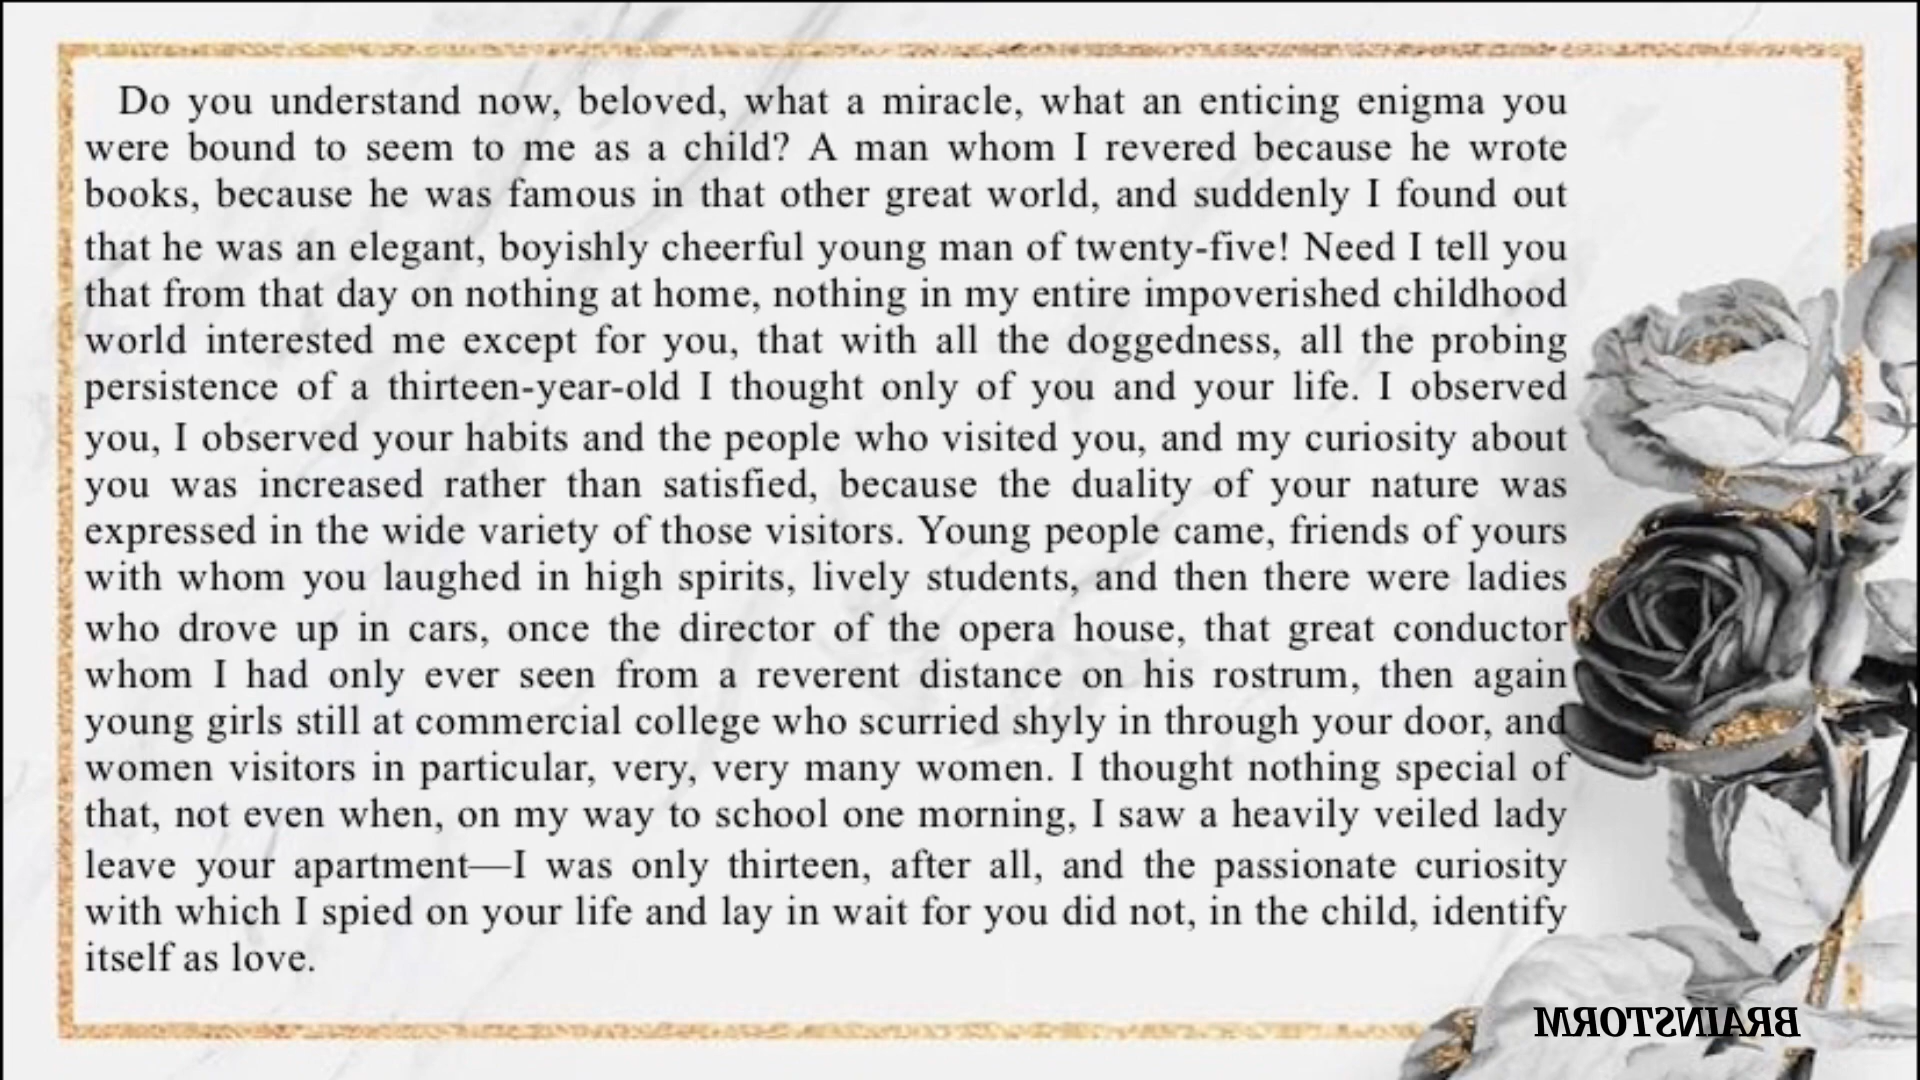 Do you understand now, beloved, what a miracle, what an enticing enigma you
were bound to seem to me as a child? A man whom I revered because he wrote
books, because he was famous in that other great world, and suddenly I found out
that he was an elegant, boyishly cheerful young man of twenty-five! Need I tell you
that from that day on nothing at home, nothing in my entire impoverished childhood
world interested me except for you, that with all the doggedness, all the probing
persistence of a thirteen-year-old I thought only of you and your life. I observed
you, I observed your habits and the people who visited you, and my curiosity about
you was increased rather than satisfied, because the duality of your nature was
expressed in the wide variety of those visitors. Young people came, friends of yours
with whom you laughed in high spirits, lively students, and then there were ladies
who drove up in cars, once the director of the opera house, that great conductor
whom I had only ever seen from a reverent distance on his rostrum, then again
young girls still at commercial college who scurried shyly in through your door, and
women visitors in particular, very, very many women. I thought nothing special of
that, not even when, on my way to school one morning, I saw a heavily veiled lady
leave your apartment—I was only thirteen, after all, and the passionate curiosity
with which I spied on your life and lay in wait for you did not, in the child, identify
itself as love.
BRAINSTORM